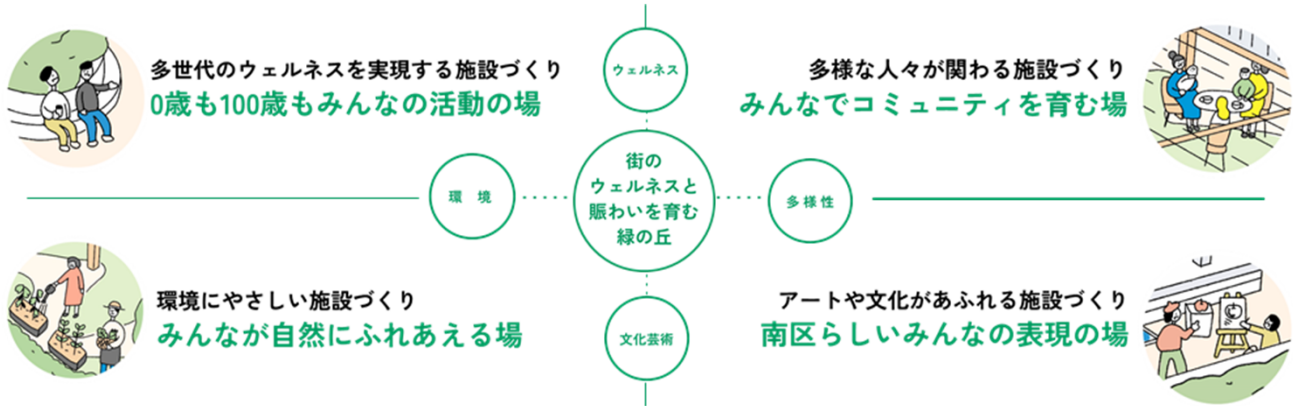 多世代のウェルネスを実現する施設づくり
0歳も100歳もみんなの活動の場
ウェルネス
多様な人々が関わる施設づくり
みんなでコミュニティを育む場
環 境
街の
ウェルネスと
賑わいを育む
緑の丘
多様性
環境にやさしい施設づくり
みんなが自然にふれあえる場
文化芸術
アートや文化があふれる施設づくり
南区らしいみんなの表現の場